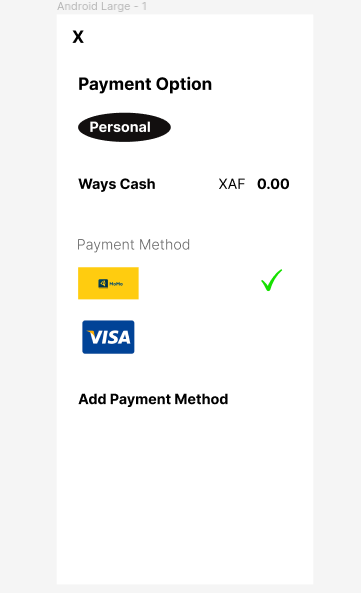 Android Large - 1
X
Payment Option
Personal
Ways Cash XAF 0.00
Payment Method
MoMo
VISA
Add Payment Method